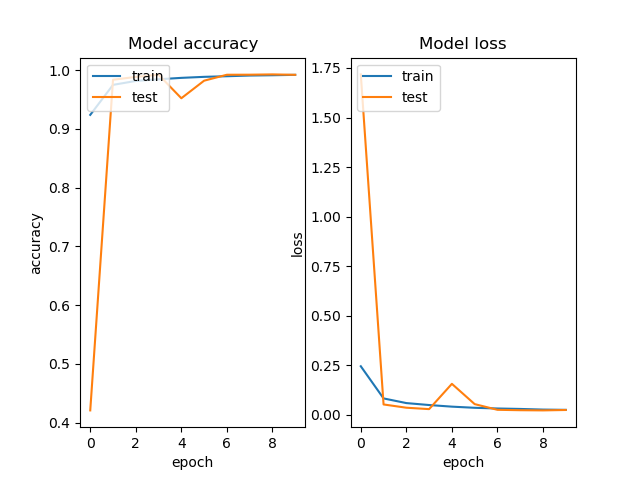 Model accuracy
train
test
1.0
0.9
0.8
0.7
0.6
0.5
0.4
accuracy
0 2 4 6 8
epoch
Model loss
train
test
1.75
1.50
1.25
1.00
0.75
0.50
0.25
0.00
loss
0 2 4 6 8
epoch